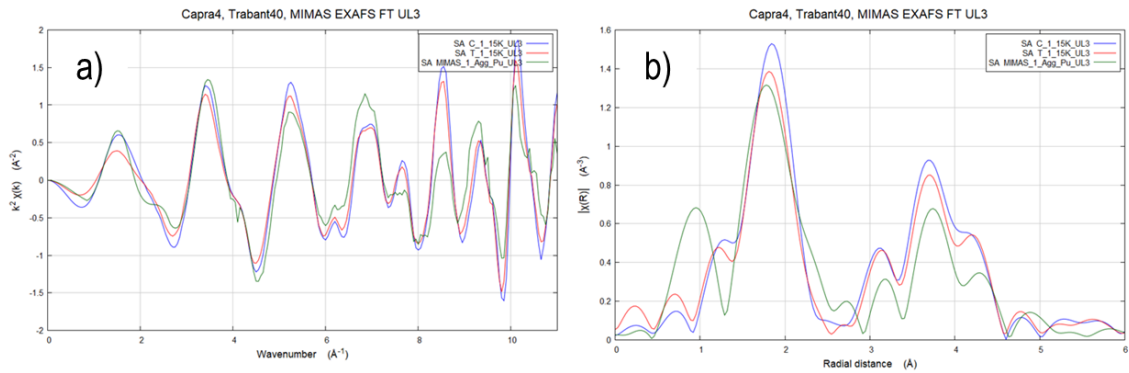 Capra4, Trabant40, MIMAS EXAFS FT UL3
a)
SA C_1_15K_UL3
SA T_1_15K_UL3
SA MIMAS_1_Agg_Pu_UL3
k² χ(k) (A⁻²)
2
1.5
1
0.5
0
-0.5
-1
-1.5
-2
0 2 4 6 8 10
Wavenumber (Å⁻¹)
Capra4, Trabant40, MIMAS EXAFS FT UL3
b)
SA C_1_15K_UL3
SA T_1_15K_UL3
SA MIMAS_1_Agg_Pu_UL3
|χ(R)| (A⁻³)
1.6
1.4
1.2
1
0.8
0.6
0.4
0.2
0
0 1 2 3 4 5 6
Radial distance (Å)